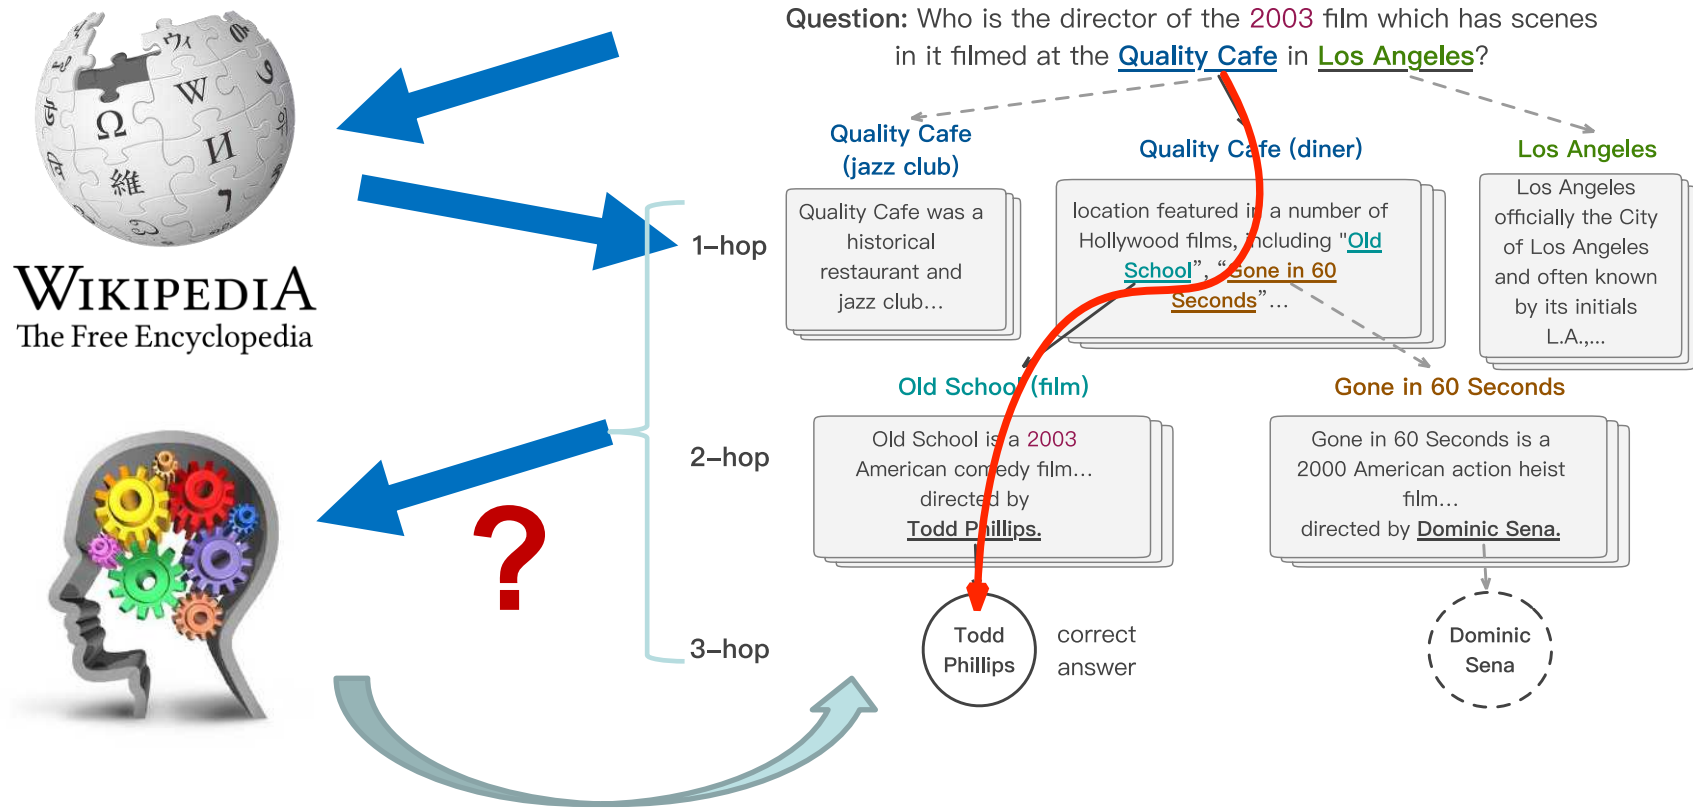 Question: Who is the director of the 2003 film which has scenes
in it filmed at the Quality Cafe in Los Angeles?
Ω
W
И
維
ウィ
7
WIKIPEDIA
The Free Encyclopedia
1-hop
2-hop
3-hop
?
Quality Cafe
(jazz club)
Quality Cafe was a
historical
restaurant and
jazz club...
Quality Cafe (diner)
location featured in a number of
Hollywood films, including "Old
School", “Gone in 60
Seconds”...
Los Angeles
Los Angeles
officially the City
of Los Angeles
and often known
by its initials
L.A.,...
Old School (film)
Old School is a 2003
American comedy film...
directed by
Todd Phillips.
Gone in 60 Seconds
Gone in 60 Seconds is a
2000 American action heist
film...
directed by Dominic Sena.
Todd
Phillips
correct
answer
Dominic
Sena